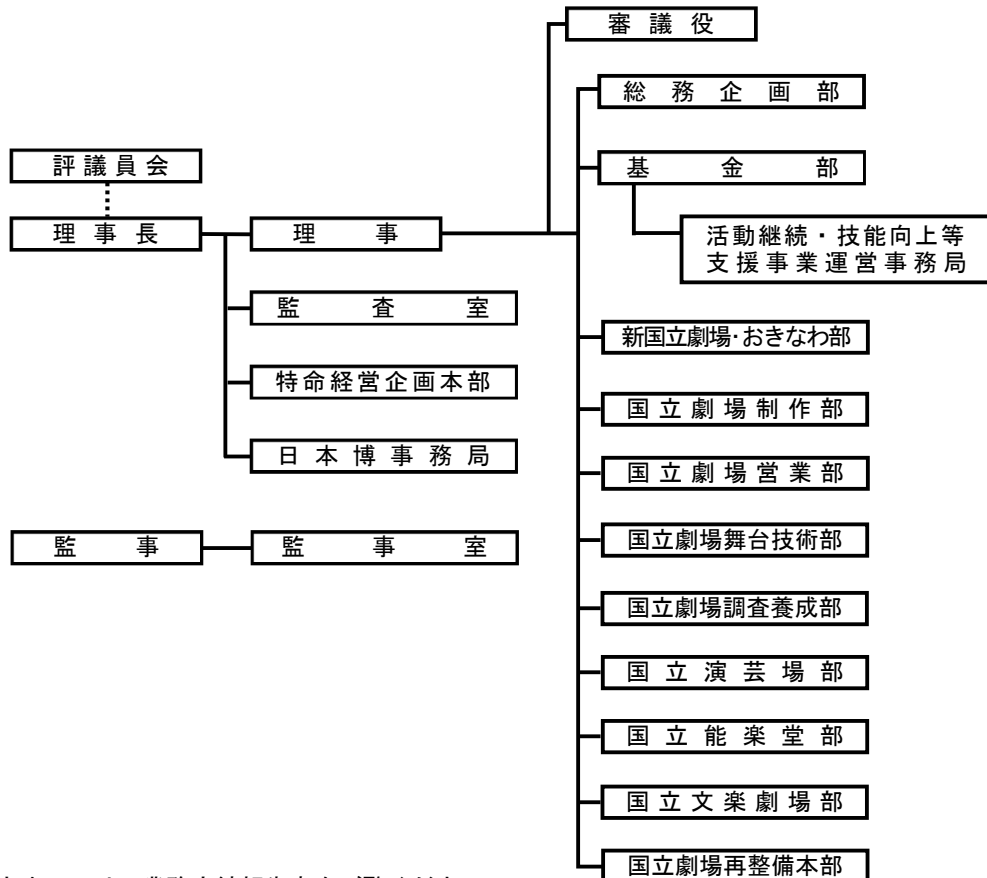 審議役
総務企画部
評議員会
基金部
理事長
理事
活動継続・技能向上等
支援事業運営事務局
監査室
新国立劇場・おきなわ部
特命経営企画本部
国立劇場制作部
日本博事務局
国立劇場営業部
監事
監事室
国立劇場舞台技術部
国立劇場調査養成部
国立演芸場部
国立能楽堂部
国立文楽劇場部
国立劇場再整備本部